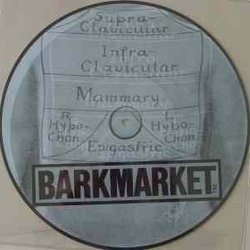 Supra-
Clavicular
Infra-
Clavicular
Mammary.
R L
Hypo- Hypo-
Chon Chon
Epigastric
BARKMARKET